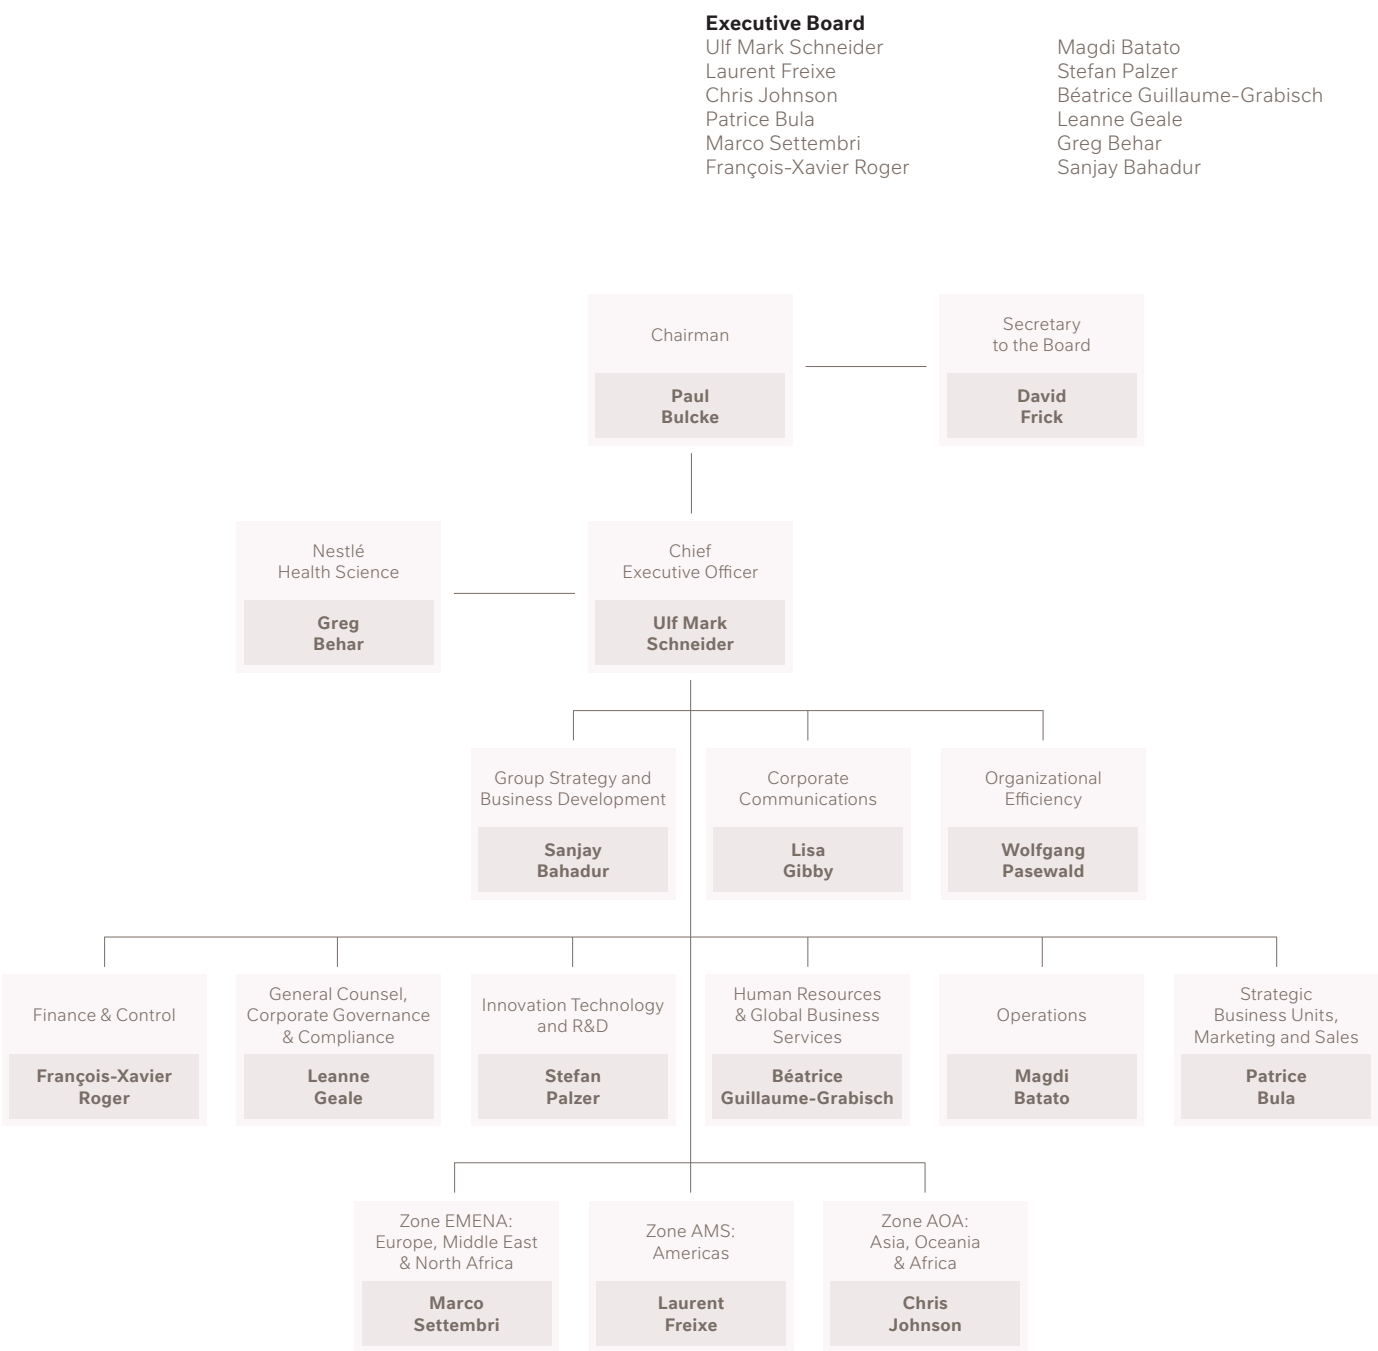 Executive Board
Ulf Mark Schneider
Laurent Freixe
Chris Johnson
Patrice Bula
Marco Settembri
François-Xavier Roger
Magdi Batato
Stefan Palzer
Béatrice Guillaume-Grabisch
Leanne Geale
Greg Behar
Sanjay Bahadur
Chairman
Paul
Bulcke
Secretary
to the Board
David
Frick
Nestlé
Health Science
Greg
Behar
Chief
Executive Officer
Ulf Mark
Schneider
Group Strategy and
Business Development
Sanjay
Bahadur
Corporate
Communications
Lisa
Gibby
Organizational
Efficiency
Wolfgang
Pasewald
Finance & Control
François-Xavier
Roger
General Counsel,
Corporate Governance
& Compliance
Leanne
Geale
Innovation Technology
and R&D
Stefan
Palzer
Human Resources
& Global Business
Services
Béatrice
Guillaume-Grabisch
Operations
Magdi
Batato
Strategic
Business Units,
Marketing and Sales
Patrice
Bula
Zone EMENA:
Europe, Middle East
& North Africa
Marco
Settembri
Zone AMS:
Americas
Laurent
Freixe
Zone AOA:
Asia, Oceania
& Africa
Chris
Johnson